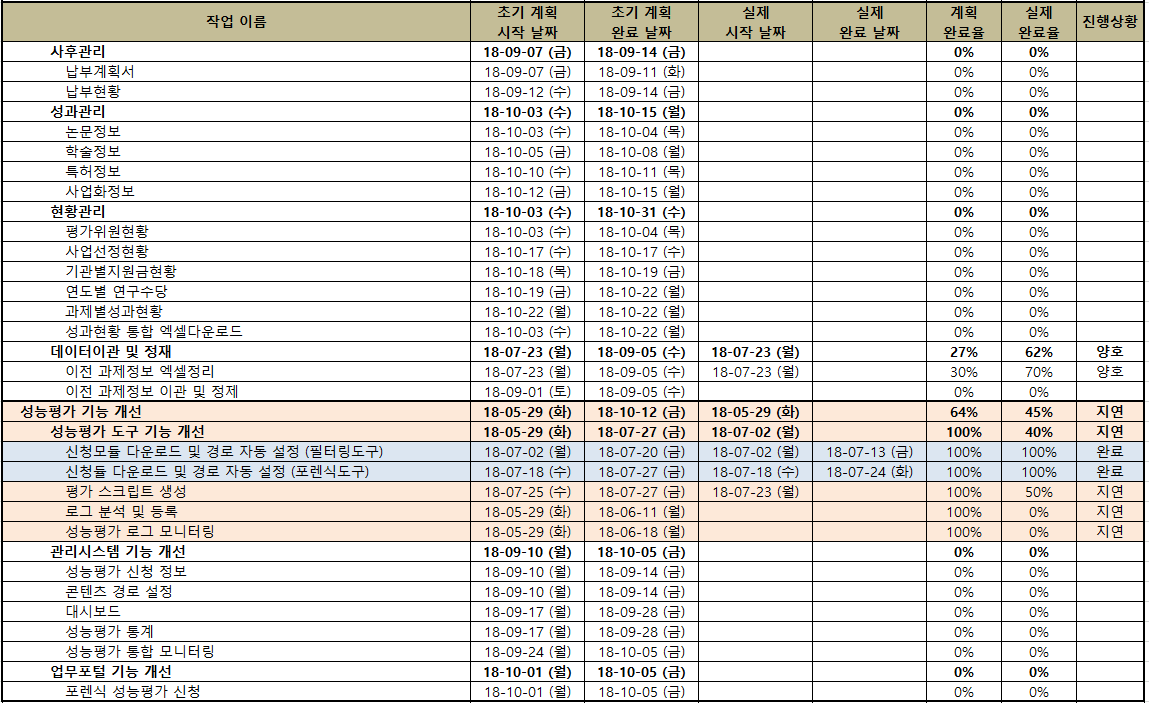 작업 이름 초기 계획 시작 날짜 초기 계획 완료 날짜 실제 시작 날짜 실제 완료 날짜 계획 완료율 실제 완료율 진행상황
사후관리 18-09-07 (금) 18-09-14 (금) 0% 0%
납부계획서 18-09-07 (금) 18-09-11 (화) 0% 0%
납부현황 18-09-12 (수) 18-09-14 (금) 0% 0%
성과관리 18-10-03 (수) 18-10-15 (월) 0% 0%
논문정보 18-10-03 (수) 18-10-04 (목) 0% 0%
학술정보 18-10-05 (금) 18-10-08 (월) 0% 0%
특허정보 18-10-10 (수) 18-10-11 (목) 0% 0%
사업화정보 18-10-12 (금) 18-10-15 (월) 0% 0%
현황관리 18-10-03 (수) 18-10-31 (수) 0% 0%
평가위원현황 18-10-03 (수) 18-10-04 (목) 0% 0%
사업선정현황 18-10-17 (수) 18-10-17 (수) 0% 0%
기관별지원금현황 18-10-18 (목) 18-10-19 (금) 0% 0%
연도별 연구수당 18-10-19 (금) 18-10-22 (월) 0% 0%
과제별성과현황 18-10-22 (월) 18-10-22 (월) 0% 0%
성과현황 통합 엑셀다운로드 18-10-03 (수) 18-10-22 (월) 0% 0%
데이터이관 및 정재 18-07-23 (월) 18-09-05 (수) 18-07-23 (월) 27% 62% 양호
이전 과제정보 엑셀정리 18-07-23 (월) 18-09-05 (수) 18-07-23 (월) 30% 70% 양호
이전 과제정보 이관 및 정제 18-09-01 (토) 18-09-05 (수) 0% 0%
성능평가 기능 개선 18-05-29 (화) 18-10-12 (금) 18-05-29 (화) 64% 45% 지연
성능평가 도구 기능 개선 18-05-29 (화) 18-07-27 (금) 18-07-02 (월) 100% 40% 지연
신청모듈 다운로드 및 경로 자동 설정 (필터링도구) 18-07-02 (월) 18-07-20 (금) 18-07-02 (월) 18-07-13 (금) 100% 100% 완료
신청들 다운로드 및 경로 자동 설정 (포렌식도구) 18-07-18 (수) 18-07-27 (금) 18-07-18 (수) 18-07-24 (화) 100% 100% 완료
평가 스크립트 생성 18-07-25 (수) 18-07-27 (금) 18-07-23 (월) 100% 50% 지연
로그 분석 및 등록 18-05-29 (화) 18-06-11 (월) 100% 0% 지연
성능평가 로그 모니터링 18-05-29 (화) 18-06-18 (월) 100% 0% 지연
관리시스템 기능 개선 18-09-10 (월) 18-10-05 (금) 0% 0%
성능평가 신청 정보 18-09-10 (월) 18-09-14 (금) 0% 0%
콘텐츠 경로 설정 18-09-10 (월) 18-09-14 (금) 0% 0%
대시보드 18-09-17 (월) 18-09-28 (금) 0% 0%
성능평가 통계 18-09-17 (월) 18-09-28 (금) 0% 0%
성능평가 통합 모니터링 18-09-24 (월) 18-10-05 (금) 0% 0%
업무포털 기능 개선 18-10-01 (월) 18-10-05 (금) 0% 0%
포렌식 성능평가 신청 18-10-01 (월) 18-10-05 (금) 0% 0%